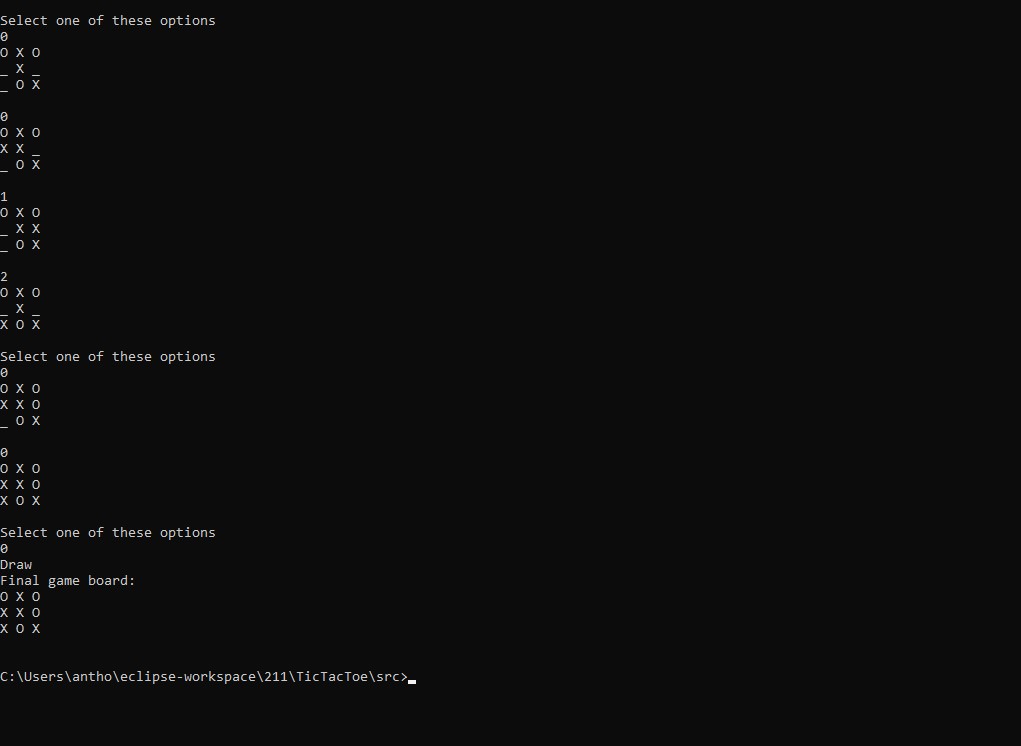 Select one of these options
0
O X O
_ X _
_ O X
0
O X O
X X _
_ O X
1
O X O
_ X X
_ O X
2
O X O
_ X _
X O X
Select one of these options
0
O X O
X X O
_ O X
0
O X O
X X O
X O X
Select one of these options
0
Draw
Final game board:
O X O
X X O
X O X
C:\Users\antho\eclipse-workspace\211\TicTacToe\src>